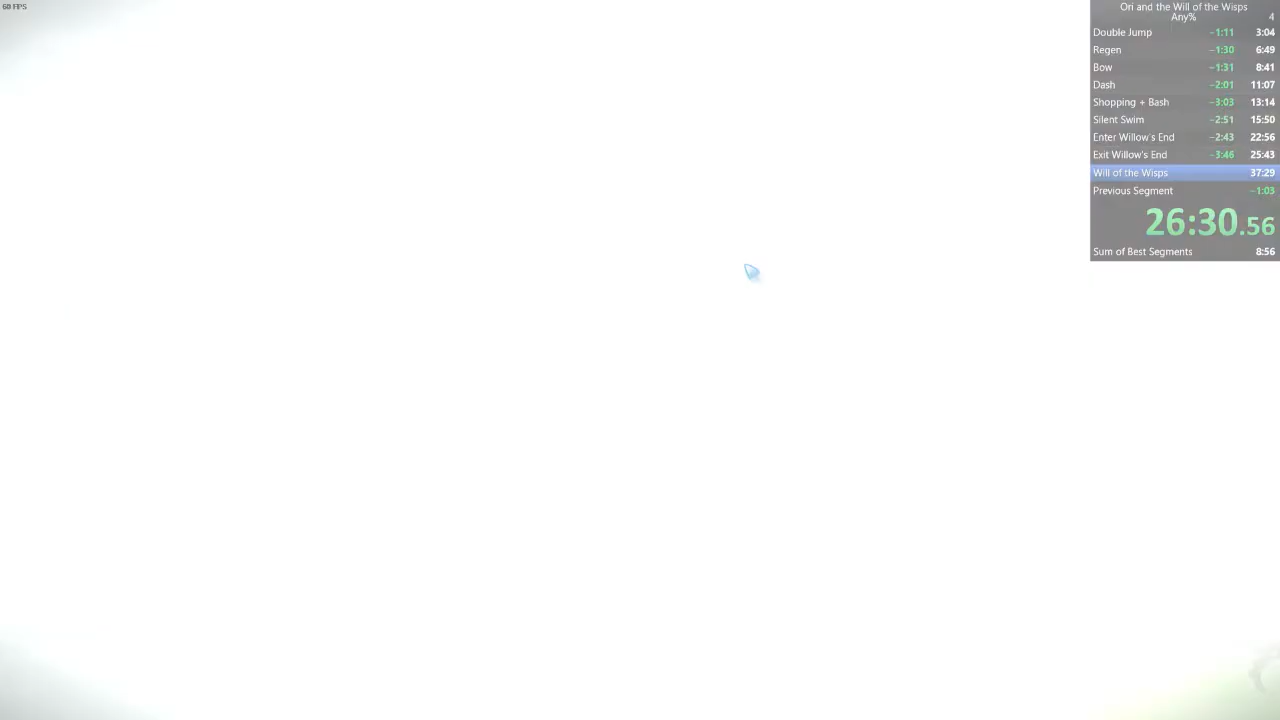 60 FPS
Ori and the Will of the Wisps
Any% 4
Double Jump −1:11 3:04
Regen −1:30 6:49
Bow −1:31 8:41
Dash −2:01 11:07
Shopping + Bash −3:03 13:14
Silent Swim −2:51 15:50
Enter Willow's End −2:43 22:56
Exit Willow's End −3:46 25:43
Will of the Wisps 37:29
Previous Segment −1:03
26:30.56
Sum of Best Segments 8:56